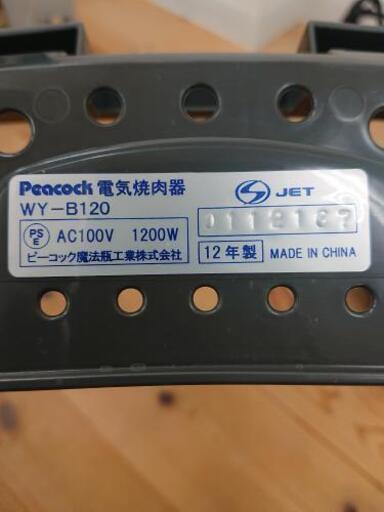 Peacock 電気焼肉器
WY-B120
PSE AC100V 1200W
ピーコック魔法瓶工業株式会社
S JET
12年製 MADE IN CHINA